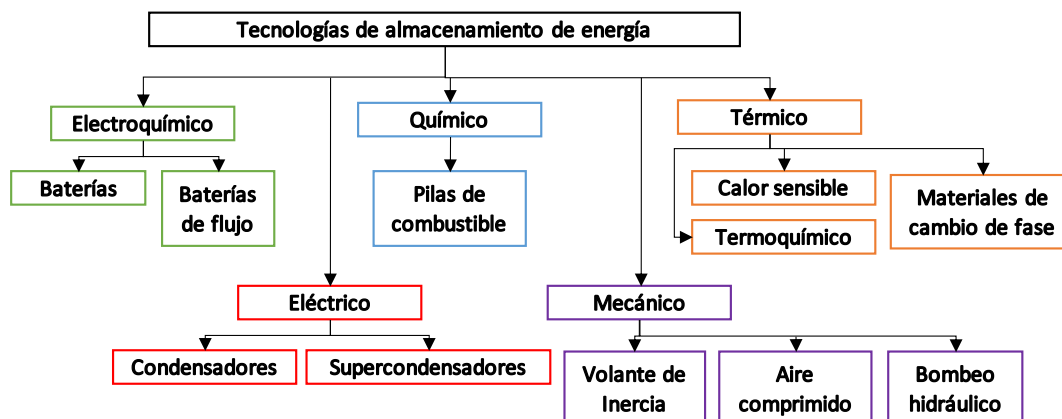 Tecnologías de almacenamiento de energía
Electroquímico
Químico
Térmico
Baterías
Baterías
de flujo
Pilas de
combustible
Calor sensible
Materiales de
cambio de fase
Termoquímico
Eléctrico
Mecánico
Condensadores
Supercondensadores
Volante de
Inercia
Aire
comprimido
Bombeo
hidráulico